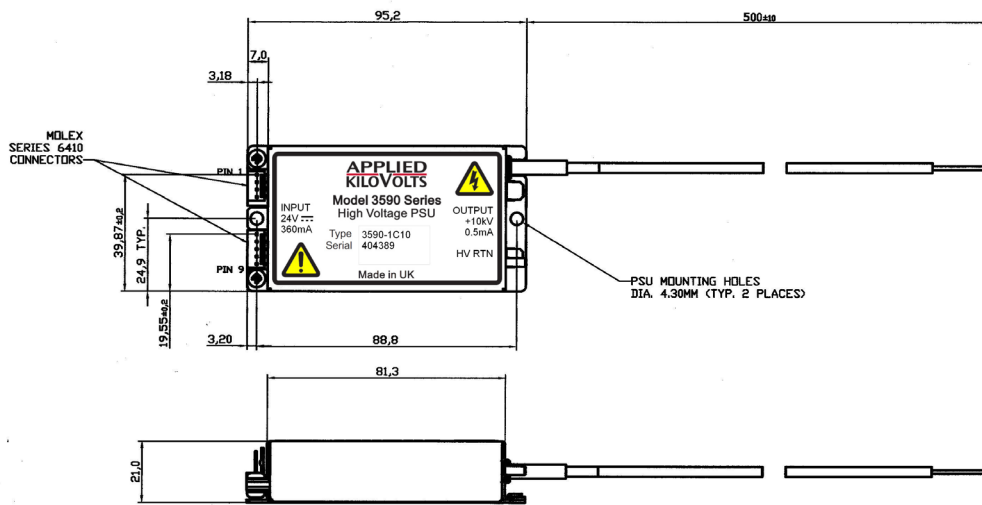 95,2
500±10
7,0
3,18
MOLEX
SERIES 6410
CONNECTORS
PIN 1
APPLIED
KILOVOLTS
Model 3590 Series
High Voltage PSU
INPUT
24V
360mA
OUTPUT
+10kV
0.5mA
Type 3590-1C10
Serial 404389
HV RTN
Made in UK
PIN 9
39,87±0,2
24,9 TYP.
19,55±0,2
PSU MOUNTING HOLES
DIA. 4.30MM (TYP. 2 PLACES)
3,20
88,8
81,3
21,0